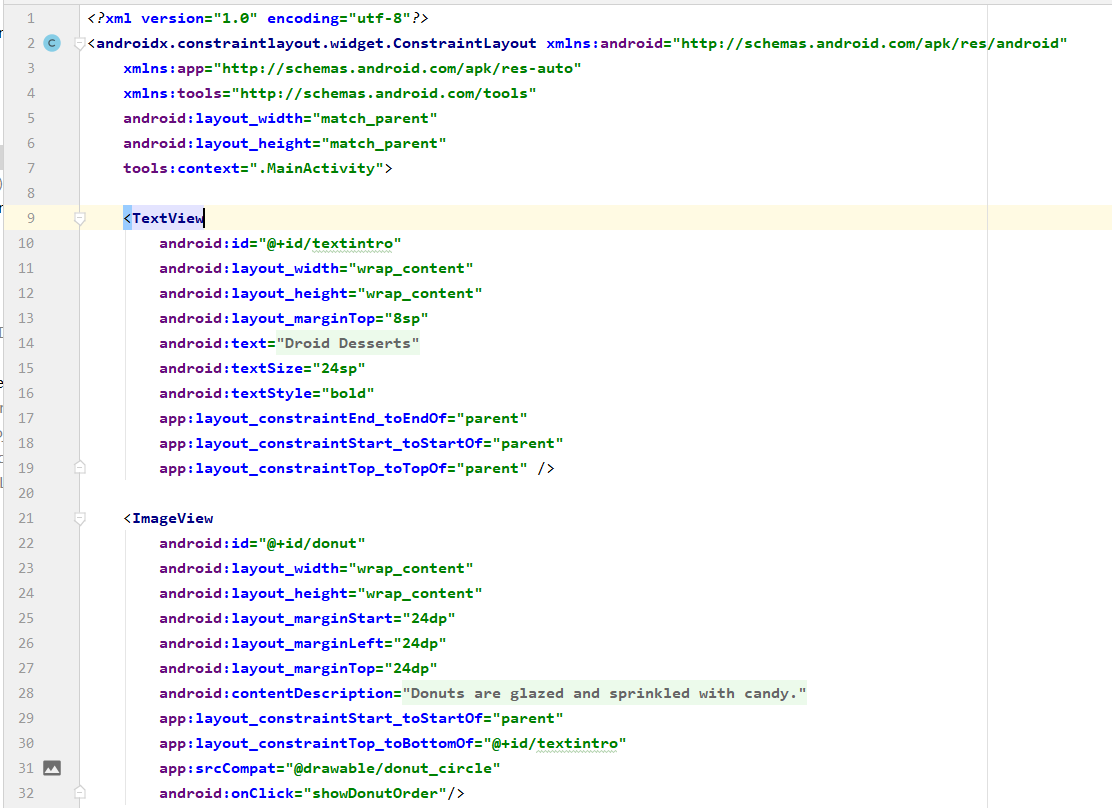 1 <?xml version="1.0" encoding="utf-8"?>
2 C <androidx.constraintlayout.widget.ConstraintLayout xmlns:android="http://schemas.android.com/apk/res/android"
3     xmlns:app="http://schemas.android.com/apk/res-auto"
4     xmlns:tools="http://schemas.android.com/tools"
5     android:layout_width="match_parent"
6     android:layout_height="match_parent"
7     tools:context=".MainActivity">
8
9     <TextView
10         android:id="@+id/textintro"
11         android:layout_width="wrap_content"
12         android:layout_height="wrap_content"
13         android:layout_marginTop="8sp"
14         android:text="Droid Desserts"
15         android:textSize="24sp"
16         android:textStyle="bold"
17         app:layout_constraintEnd_toEndOf="parent"
18         app:layout_constraintStart_toStartOf="parent"
19         app:layout_constraintTop_toTopOf="parent" />
20
21     <ImageView
22         android:id="@+id/donut"
23         android:layout_width="wrap_content"
24         android:layout_height="wrap_content"
25         android:layout_marginStart="24dp"
26         android:layout_marginLeft="24dp"
27         android:layout_marginTop="24dp"
28         android:contentDescription="Donuts are glazed and sprinkled with candy."
29         app:layout_constraintStart_toStartOf="parent"
30         app:layout_constraintTop_toBottomOf="@+id/textintro"
31         app:srcCompat="@drawable/donut_circle"
32         android:onClick="showDonutOrder"/>